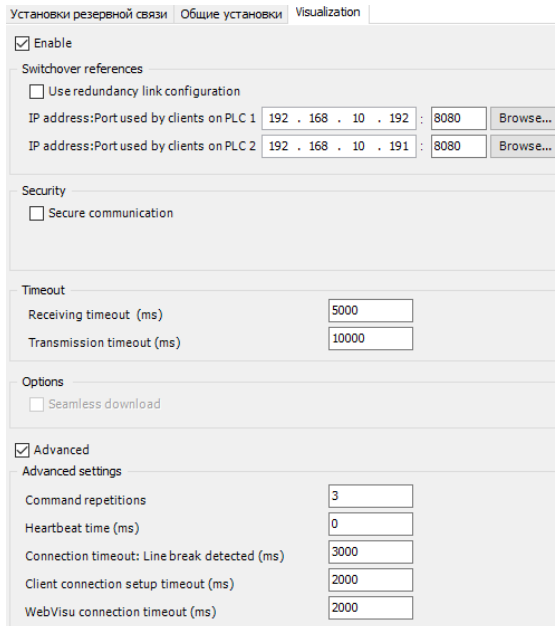 Установки резервной связи Общие установки Visualization
Enable
Switchover references
Use redundancy link configuration
IP address:Port used by clients on PLC 1 192 . 168 . 10 . 192 : 8080 Browse...
IP address:Port used by clients on PLC 2 192 . 168 . 10 . 191 : 8080 Browse...
Security
Secure communication
Timeout
Receiving timeout (ms) 5000
Transmission timeout (ms) 10000
Options
Seamless download
Advanced
Advanced settings
Command repetitions 3
Heartbeat time (ms) 0
Connection timeout: Line break detected (ms) 3000
Client connection setup timeout (ms) 2000
WebVisu connection timeout (ms) 2000